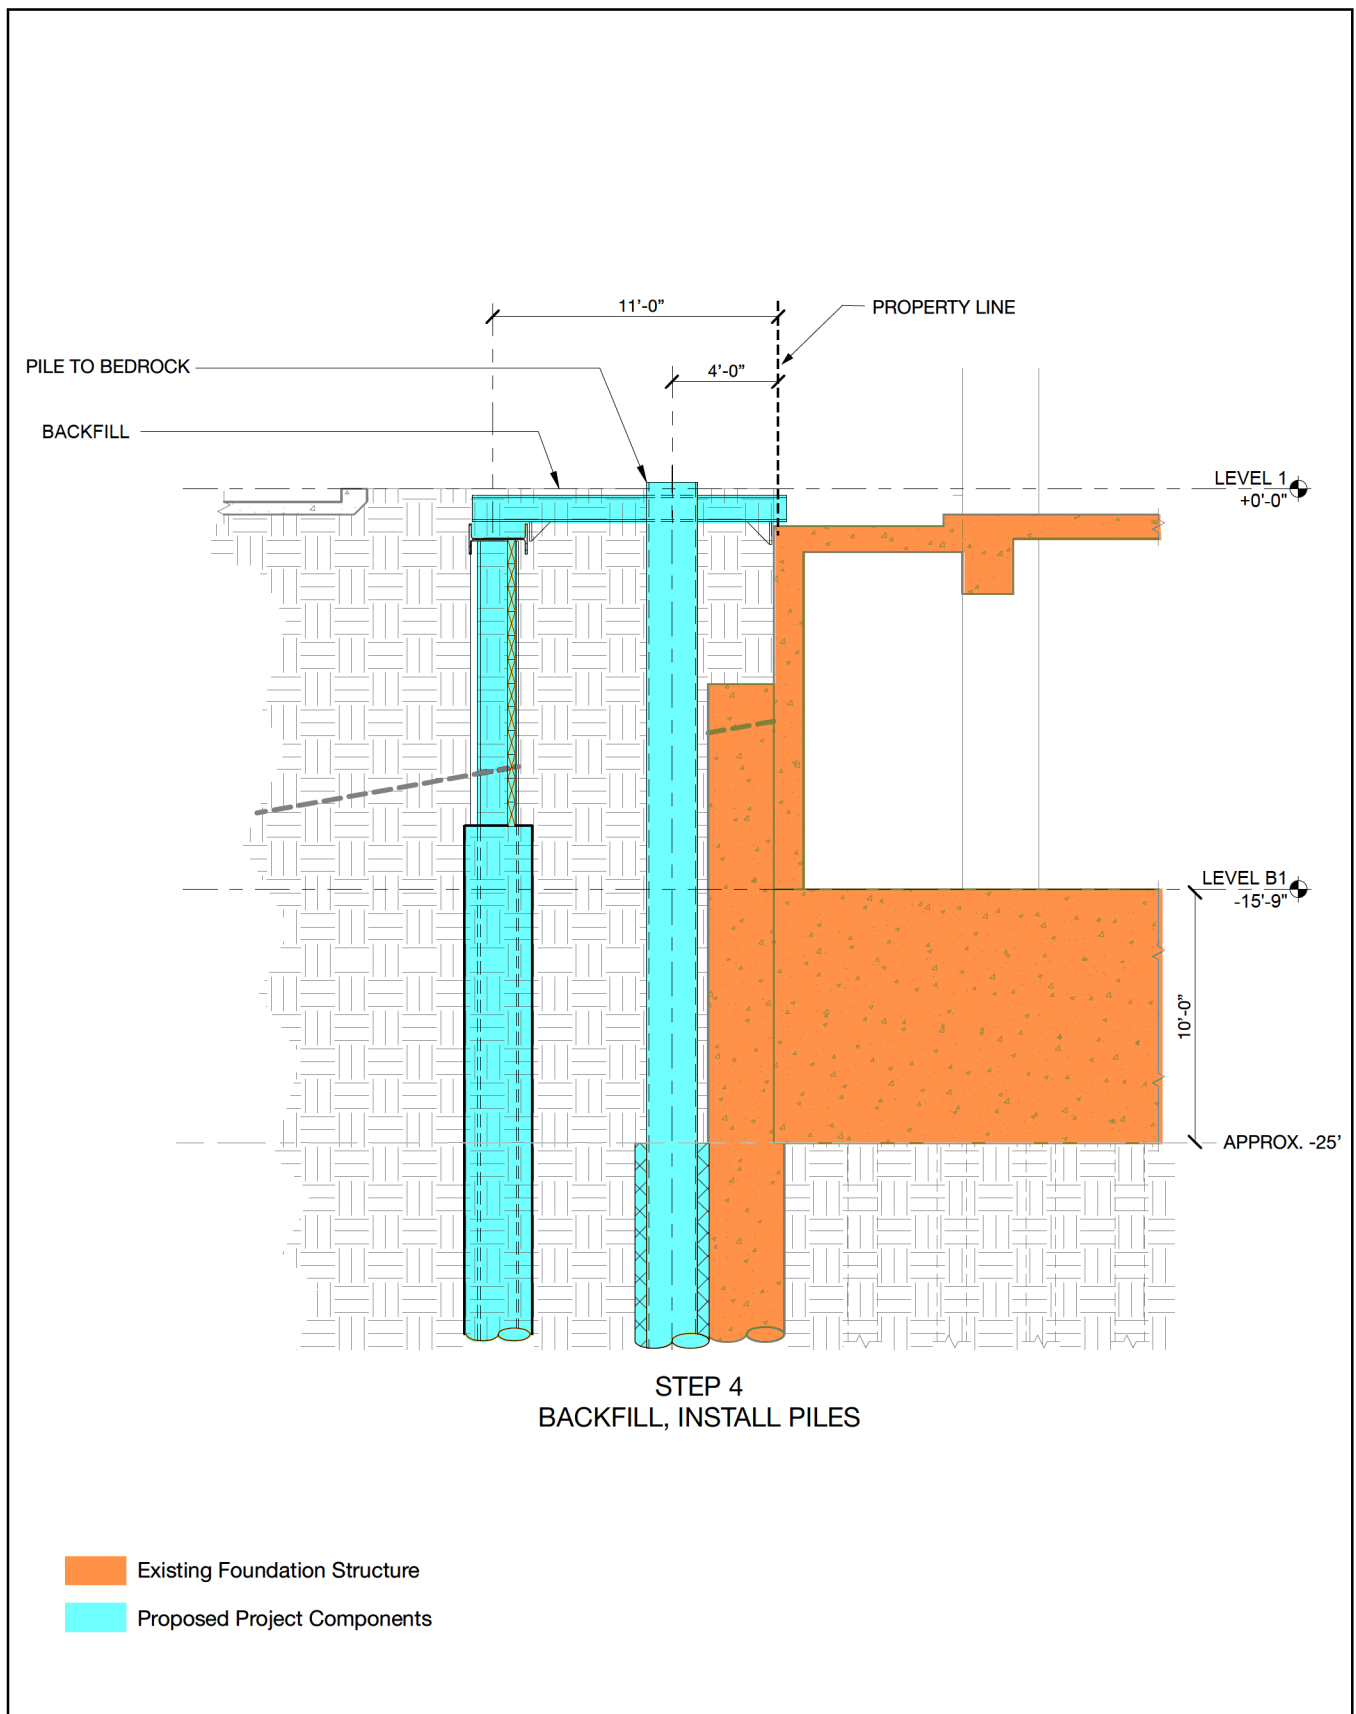 11’-0”
PROPERTY LINE
PILE TO BEDROCK
4’-0”
BACKFILL
LEVEL 1
+0'-0"
LEVEL B1
-15'-9"
10’-0”
APPROX. -25’
STEP 4
BACKFILL, INSTALL PILES
Existing Foundation Structure
Proposed Project Components